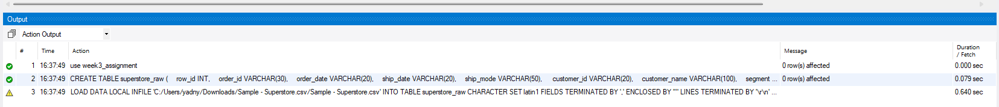 Output
Action Output
# Time Action Message Duration / Fetch
1 16:37:49 use week3_assignment 0 row(s) affected 0.000 sec
2 16:37:49 CREATE TABLE superstore_raw ( row_id INT, order_id VARCHAR(30), order_date VARCHAR(20), ship_date VARCHAR(20), ship_mode VARCHAR(50), customer_id VARCHAR(20), customer_name VARCHAR(100), segment ... 0 row(s) affected 0.079 sec
3 16:37:49 LOAD DATA LOCAL INFILE 'C:/Users/yadny/Downloads/Sample - Superstore.csv/Sample - Superstore.csv' INTO TABLE superstore_raw CHARACTER SET latin1 FIELDS TERMINATED BY ',' ENCLOSED BY '"' LINES TERMINATED BY '\r\n' ... 0.640 sec